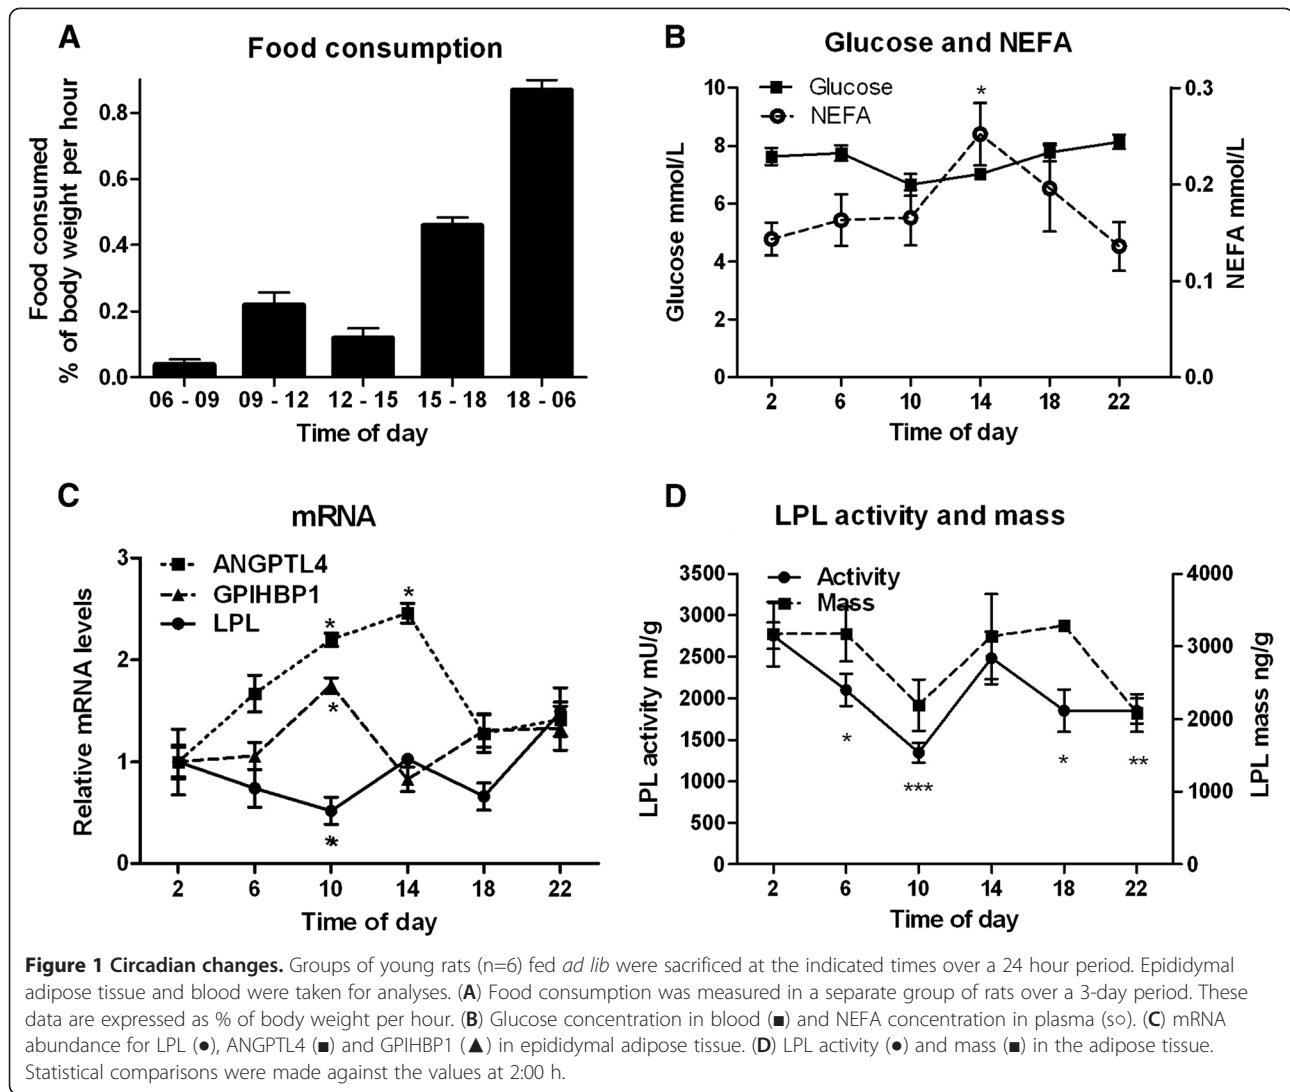 A
Food consumption
Food consumed
% of body weight per hour
0.8
0.6
0.4
0.2
0.0
06 - 09 09 - 12 12 - 15 15 - 18 18 - 06
Time of day
B
Glucose and NEFA
Glucose
NEFA
*
Glucose mmol/L
10
8
6
4
2
0
NEFA mmol/L
0.3
0.2
0.1
0.0
2 6 10 14 18 22
Time of day
C
mRNA
ANGPTL4
GPIHBP1
LPL
Relative mRNA levels
3
2
1
0
*
*
*
*
2 6 10 14 18 22
Time of day
D
LPL activity and mass
Activity
Mass
LPL activity mU/g
3500
3000
2500
2000
1500
1000
500
0
LPL mass ng/g
4000
3000
2000
1000
0
* *** * **
2 6 10 14 18 22
Time of day
Figure 1 Circadian changes. Groups of young rats (n=6) fed ad lib were sacrificed at the indicated times over a 24 hour period. Epididymal
adipose tissue and blood were taken for analyses. (A) Food consumption was measured in a separate group of rats over a 3-day period. These
data are expressed as % of body weight per hour. (B) Glucose concentration in blood (■) and NEFA concentration in plasma (s○). (C) mRNA
abundance for LPL (●), ANGPTL4 (■) and GPIHBP1 (▲) in epididymal adipose tissue. (D) LPL activity (●) and mass (■) in the adipose tissue.
Statistical comparisons were made against the values at 2:00 h.